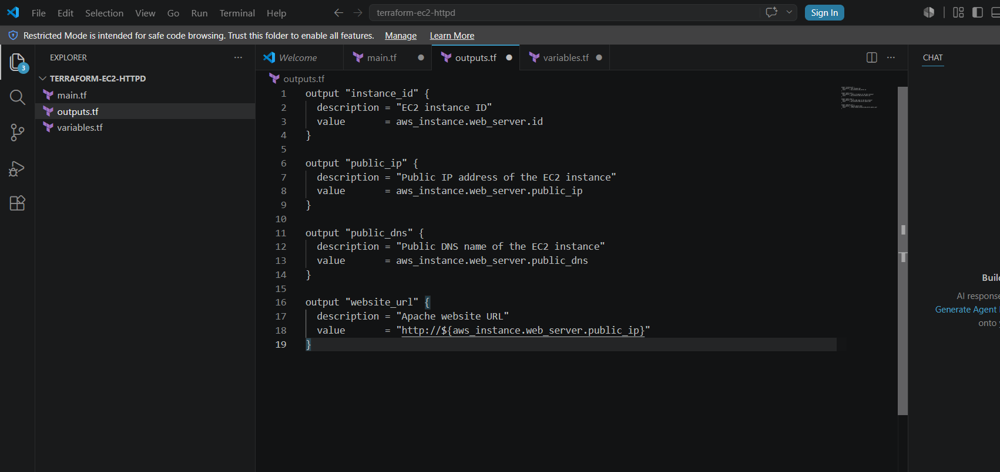 File Edit Selection View Go Run Terminal Help
terraform-ec2-httpd
Sign In
Restricted Mode is intended for safe code browsing. Trust this folder to enable all features. Manage Learn More
3
EXPLORER
TERRAFORM-EC2-HTTPD
main.tf
outputs.tf
variables.tf
Welcome
main.tf
outputs.tf
variables.tf
outputs.tf
1 output "instance_id" {
2   description = "EC2 instance ID"
3   value       = aws_instance.web_server.id
4 }
5
6 output "public_ip" {
7   description = "Public IP address of the EC2 instance"
8   value       = aws_instance.web_server.public_ip
9 }
10
11 output "public_dns" {
12   description = "Public DNS name of the EC2 instance"
13   value       = aws_instance.web_server.public_dns
14 }
15
16 output "website_url" {
17   description = "Apache website URL"
18   value       = "http://${aws_instance.web_server.public_ip}"
19 }
CHAT
AI
Generate Agent
onto